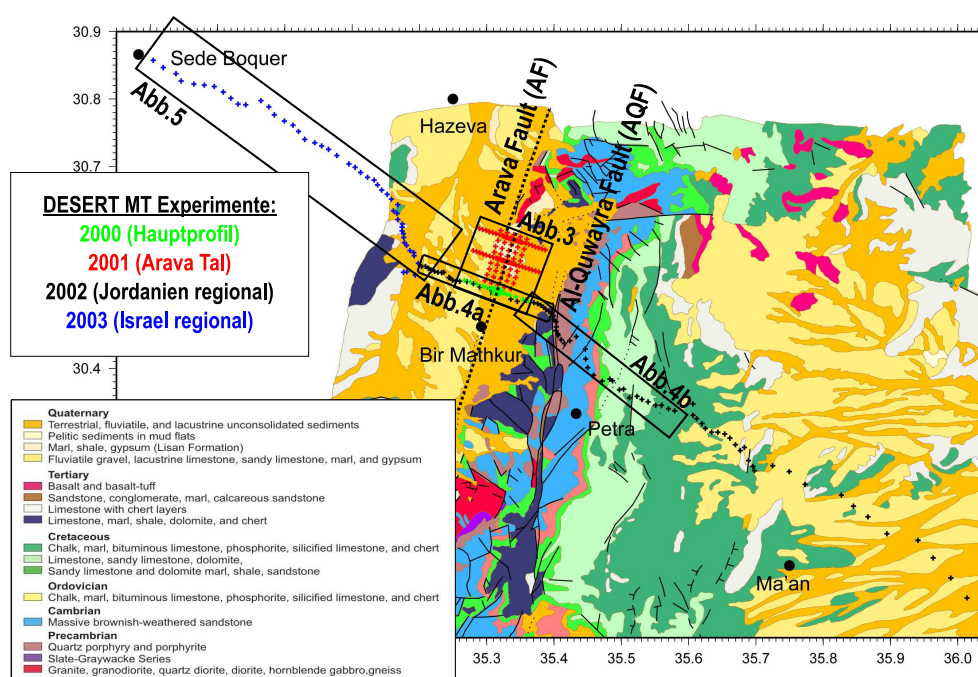 30.9
30.8
30.7
30.4
Sede Boquer
Abb.5
Hazeva
Arava Fault (AF)
Al-Quwayra Fault (AQF)
Abb.3
Abb.4a
Bir Mathkur
Abb.4b
Petra
Ma'an
DESERT MT Experimente:
2000 (Hauptprofil)
2001 (Arava Tal)
2002 (Jordanien regional)
2003 (Israel regional)
Quaternary
Terrestrial, fluviatile, and lacustrine unconsolidated sediments
Pelitic sediments in mud flats
Marl, shale, gypsum (Lisan Formation)
Fluviatile gravel, lacustrine limestone, sandy limestone, marl, and gypsum
Tertiary
Basalt and basalt-tuff
Sandstone, conglomerate, marl, calcareous sandstone
Limestone with chert layers
Limestone, marl, shale, dolomite, and chert
Cretaceous
Chalk, marl, bituminous limestone, phosphorite, silicified limestone, and chert
Limestone, sandy limestone, dolomite,
Sandy limestone and dolomite marl, shale, sandstone
Ordovician
Chalk, marl, bituminous limestone, phosphorite, silicified limestone, and chert
Cambrian
Massive brownish-weathered sandstone
Precambrian
Quartz porphyry and porphyrite
Slate-Graywacke Series
Granite, granodiorite, quartz diorite, diorite, hornblende gabbro,gneiss
35.3 35.4 35.5 35.6 35.7 35.8 35.9 36.0